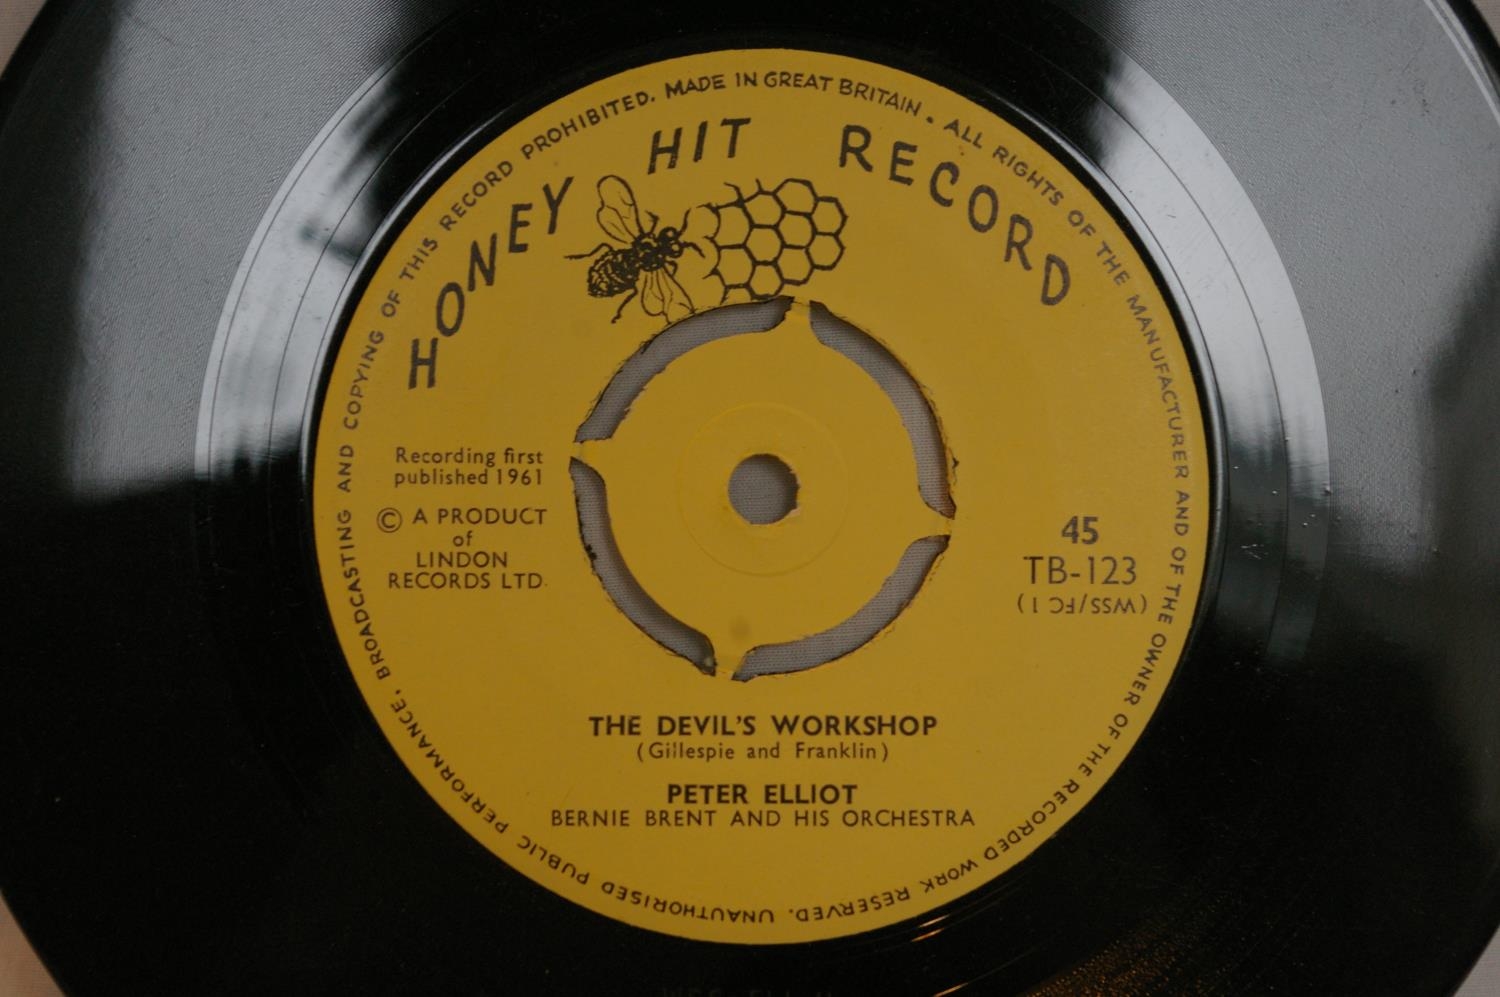 MADE IN GREAT BRITAIN. ALL RIGHTS OF THE MANUFACTURER AND OF THE OWNER OF THE RECORDED WORK RESERVED. UNAUTHORISED PUBLIC PERFORMANCE, BROADCASTING AND COPYING OF THIS RECORD PROHIBITED.
HONEY HIT RECORD
Recording first
published 1961
© A PRODUCT
of
LINDON
RECORDS LTD.
45
TB-123
(WSS/FC 1)
THE DEVIL'S WORKSHOP
(Gillespie and Franklin)
PETER ELLIOT
BERNIE BRENT AND HIS ORCHESTRA